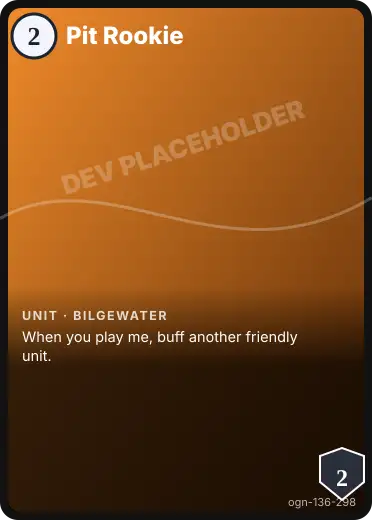 2
Pit Rookie
DEV PLACEHOLDER
UNIT · BILGEWATER
When you play me, buff another friendly
unit.
2
ogn-136-298